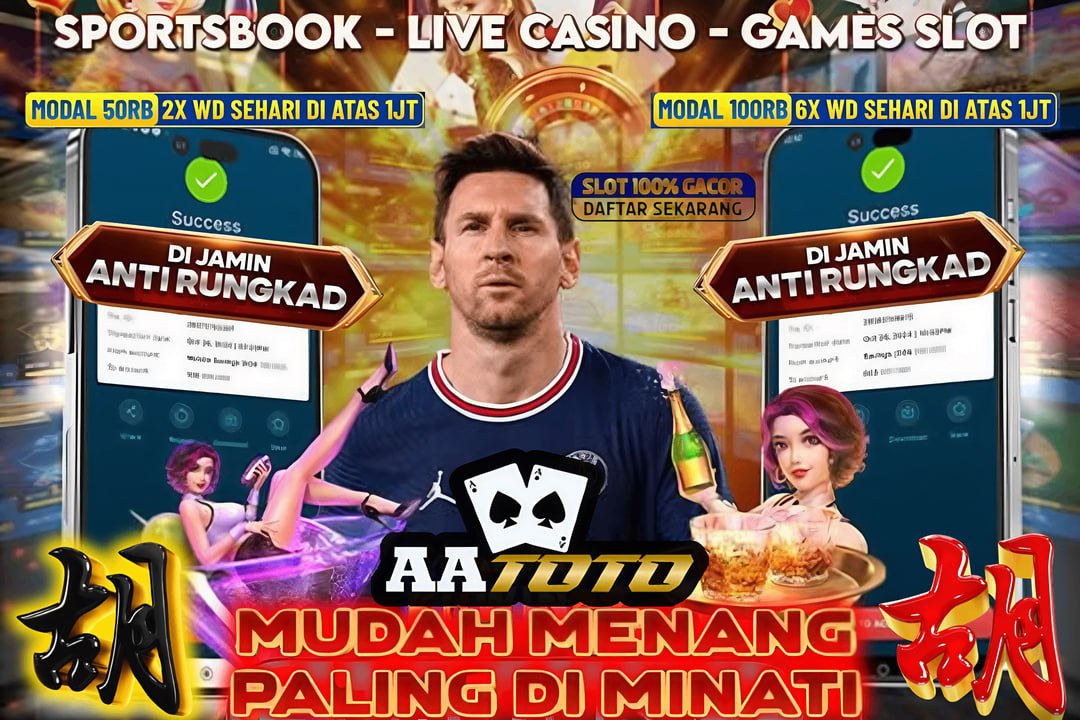 SPORTSBOOK - LIVE CASINO - GAMES SLOT
MODAL 50RB 2X WD SEHARI DI ATAS 1JT
MODAL 100RB 6X WD SEHARI DI ATAS 1JT
SLOT 100% GACOR
DAFTAR SEKARANG
Success
DI JAMIN
ANTI RUNGKAD
Success
DI JAMIN
ANTI RUNGKAD
AATOTO
胡
胡
MUDAH MENANG
PALING DI MINATI